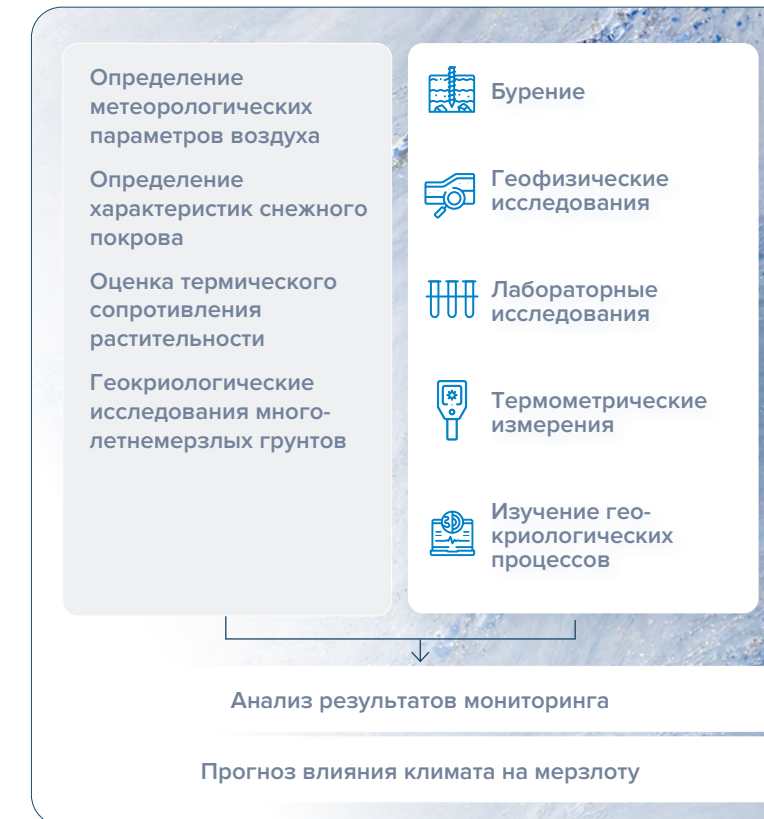 Определение
метеорологических
параметров воздуха
Определение
характеристик снежного
покрова
Оценка термического
сопротивления
растительности
Геокриологические
исследования много-
летнемерзлых грунтов
Бурение
Геофизические
исследования
Лабораторные
исследования
Термометрические
измерения
Изучение гео-
криологических
процессов
Анализ результатов мониторинга
Прогноз влияния климата на мерзлоту